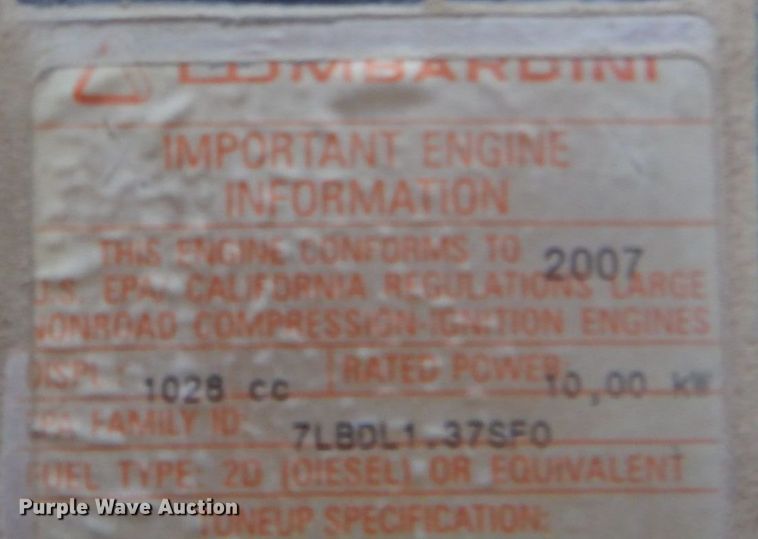 LOMBARDINI
IMPORTANT ENGINE
INFORMATION
THIS ENGINE CONFORMS TO 2007
U.S. EPA/ CALIFORNIA REGULATIONS LARGE
NONROAD COMPRESSION-IGNITION ENGINES
DISPL.: 1028 cc RATED POWER: 10,00 kW
EPA FAMILY ID: 7LBDL1.37SF0
FUEL TYPE: 2D (DIESEL) OR EQUIVALENT
TUNEUP SPECIFICATION:
Purple Wave Auction